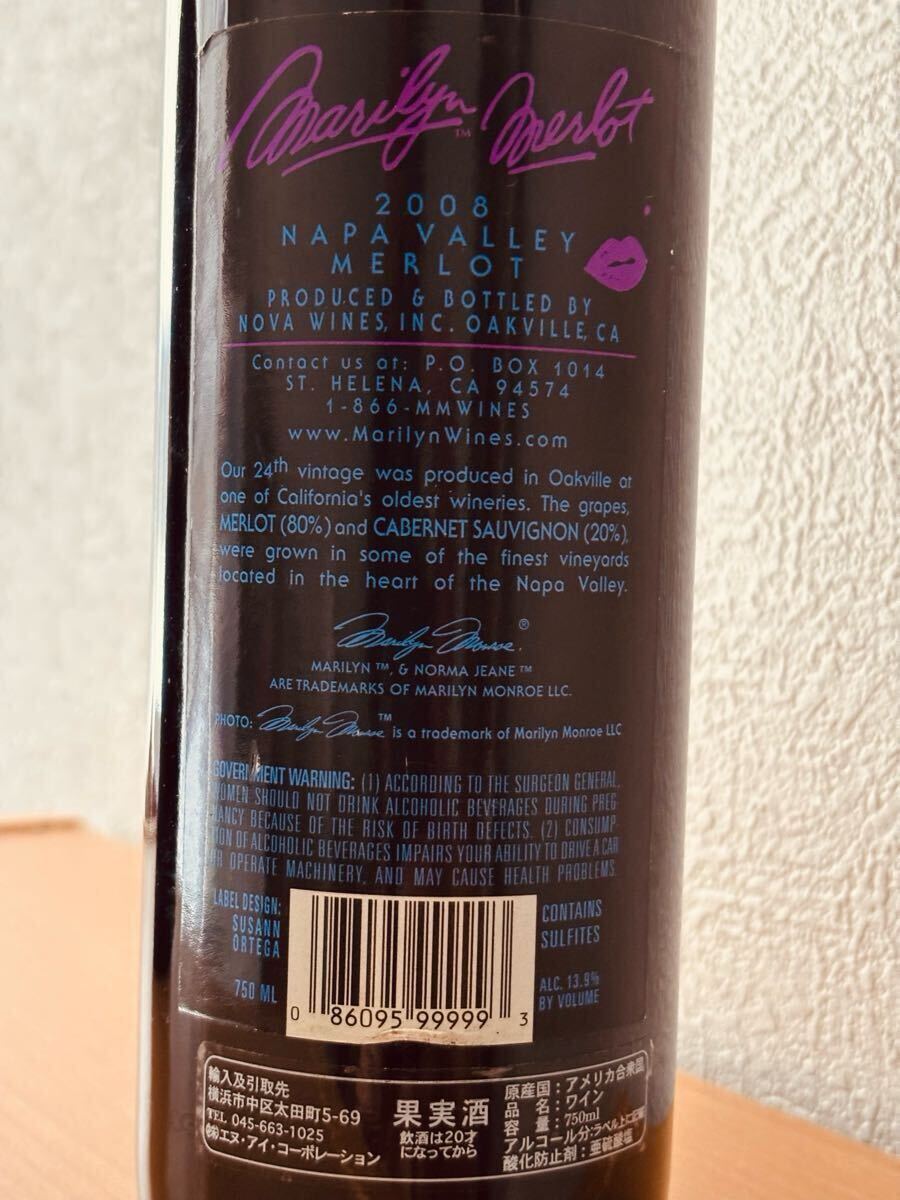 Marilyn™ Merlot
2008
NAPA VALLEY
MERLOT
PRODUCED & BOTTLED BY
NOVA WINES, INC. OAKVILLE, CA
Contact us at: P.O. BOX 1014
ST. HELENA, CA 94574
1-866-MMWINES
www.MarilynWines.com
Our 24th vintage was produced in Oakville at
one of California's oldest wineries. The grapes,
MERLOT (80%) and CABERNET SAUVIGNON (20%),
were grown in some of the finest vineyards
located in the heart of the Napa Valley.
Marilyn Monroe®
MARILYN™, & NORMA JEANE™
ARE TRADEMARKS OF MARILYN MONROE LLC.
PHOTO: Marilyn Monroe™ is a trademark of Marilyn Monroe LLC
GOVERNMENT WARNING: (1) ACCORDING TO THE SURGEON GENERAL,
WOMEN SHOULD NOT DRINK ALCOHOLIC BEVERAGES DURING PREG-
NANCY BECAUSE OF THE RISK OF BIRTH DEFECTS. (2) CONSUMP-
TION OF ALCOHOLIC BEVERAGES IMPAIRS YOUR ABILITY TO DRIVE A CAR
OR OPERATE MACHINERY, AND MAY CAUSE HEALTH PROBLEMS.
LABEL DESIGN:
SUSANN
ORTEGA
750 ML
0 86095 99999 3
CONTAINS
SULFITES
ALC. 13.9%
BY VOLUME
輸入及引取先
横浜市中区太田町5-69
TEL 045-663-1025
㈱エヌ・アイ・コーポレーション
果実酒
飲酒は20才
になってから
原産国：アメリカ合衆国
品名：ワイン
容量：750ml
アルコール分：ラベル上に記載
酸化防止剤：亜硫酸塩